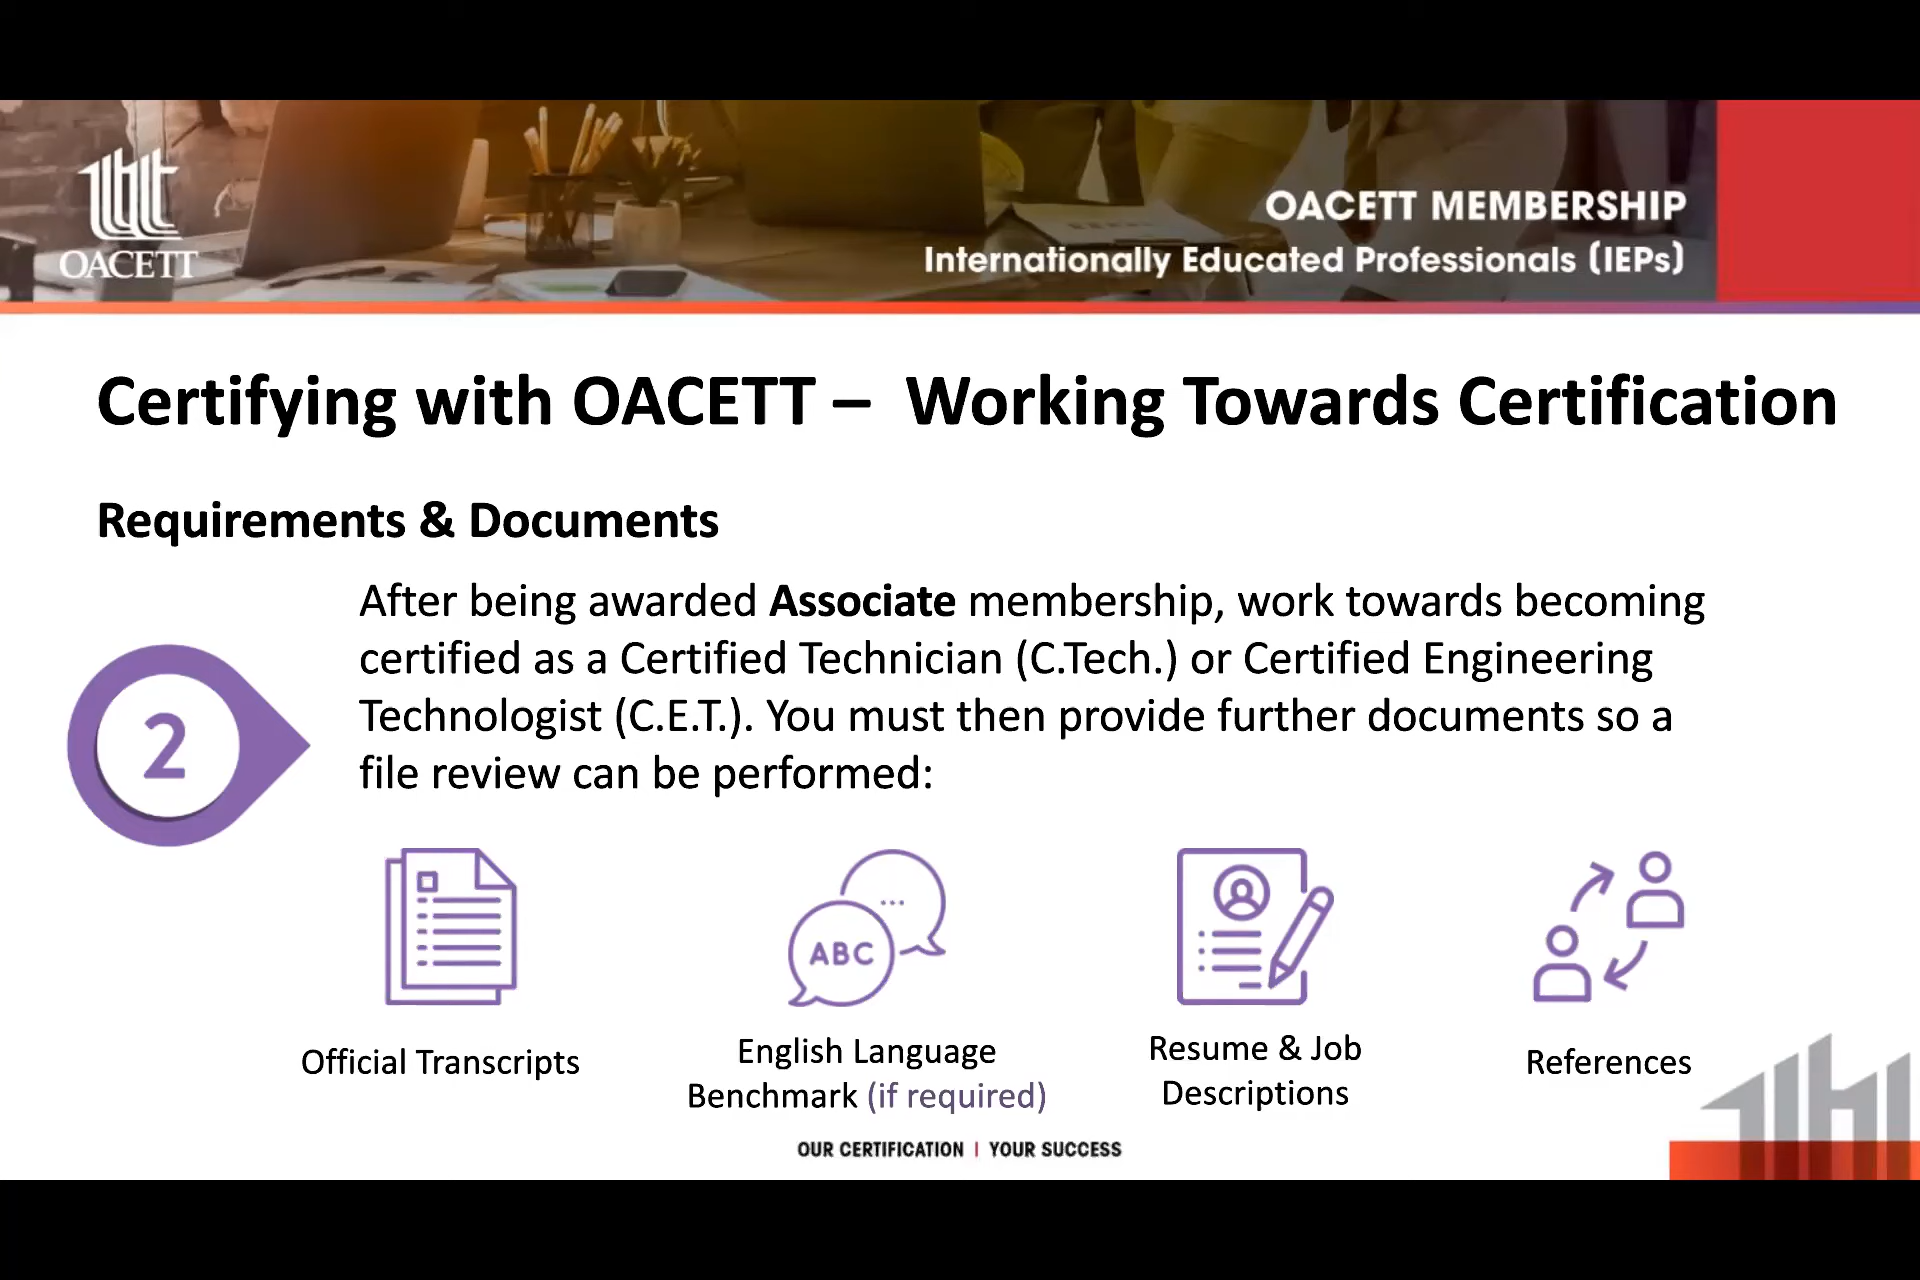 OACETT
OACETT MEMBERSHIP
Internationally Educated Professionals (IEPs)
Certifying with OACETT – Working Towards Certification
Requirements & Documents
2
After being awarded Associate membership, work towards becoming
certified as a Certified Technician (C.Tech.) or Certified Engineering
Technologist (C.E.T.). You must then provide further documents so a
file review can be performed:
...
ABC
Official Transcripts
English Language
Benchmark (if required)
Resume & Job
Descriptions
References
OUR CERTIFICATION | YOUR SUCCESS